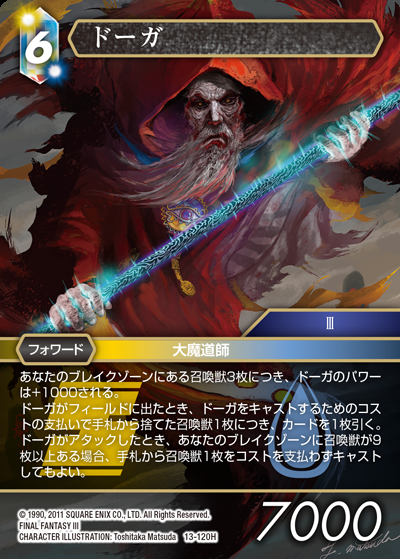 6
ドーガ
III
フォワード
大魔道師
あなたのブレイクゾーンにある召喚獣3枚につき、ドーガのパワー
は+1000される。
ドーガがフィールドに出たとき、ドーガをキャストするためのコス
トの支払いで手札から捨てた召喚獣1枚につき、カードを1枚引く。
ドーガがアタックしたとき、あなたのブレイクゾーンに召喚獣が9
枚以上ある場合、手札から召喚獣1枚をコストを支払わずキャスト
してもよい。
© 1990, 2011 SQUARE ENIX CO., LTD. All Rights Reserved.
FINAL FANTASY III
CHARACTER ILLUSTRATION: Toshitaka Matsuda 13-120H
7000